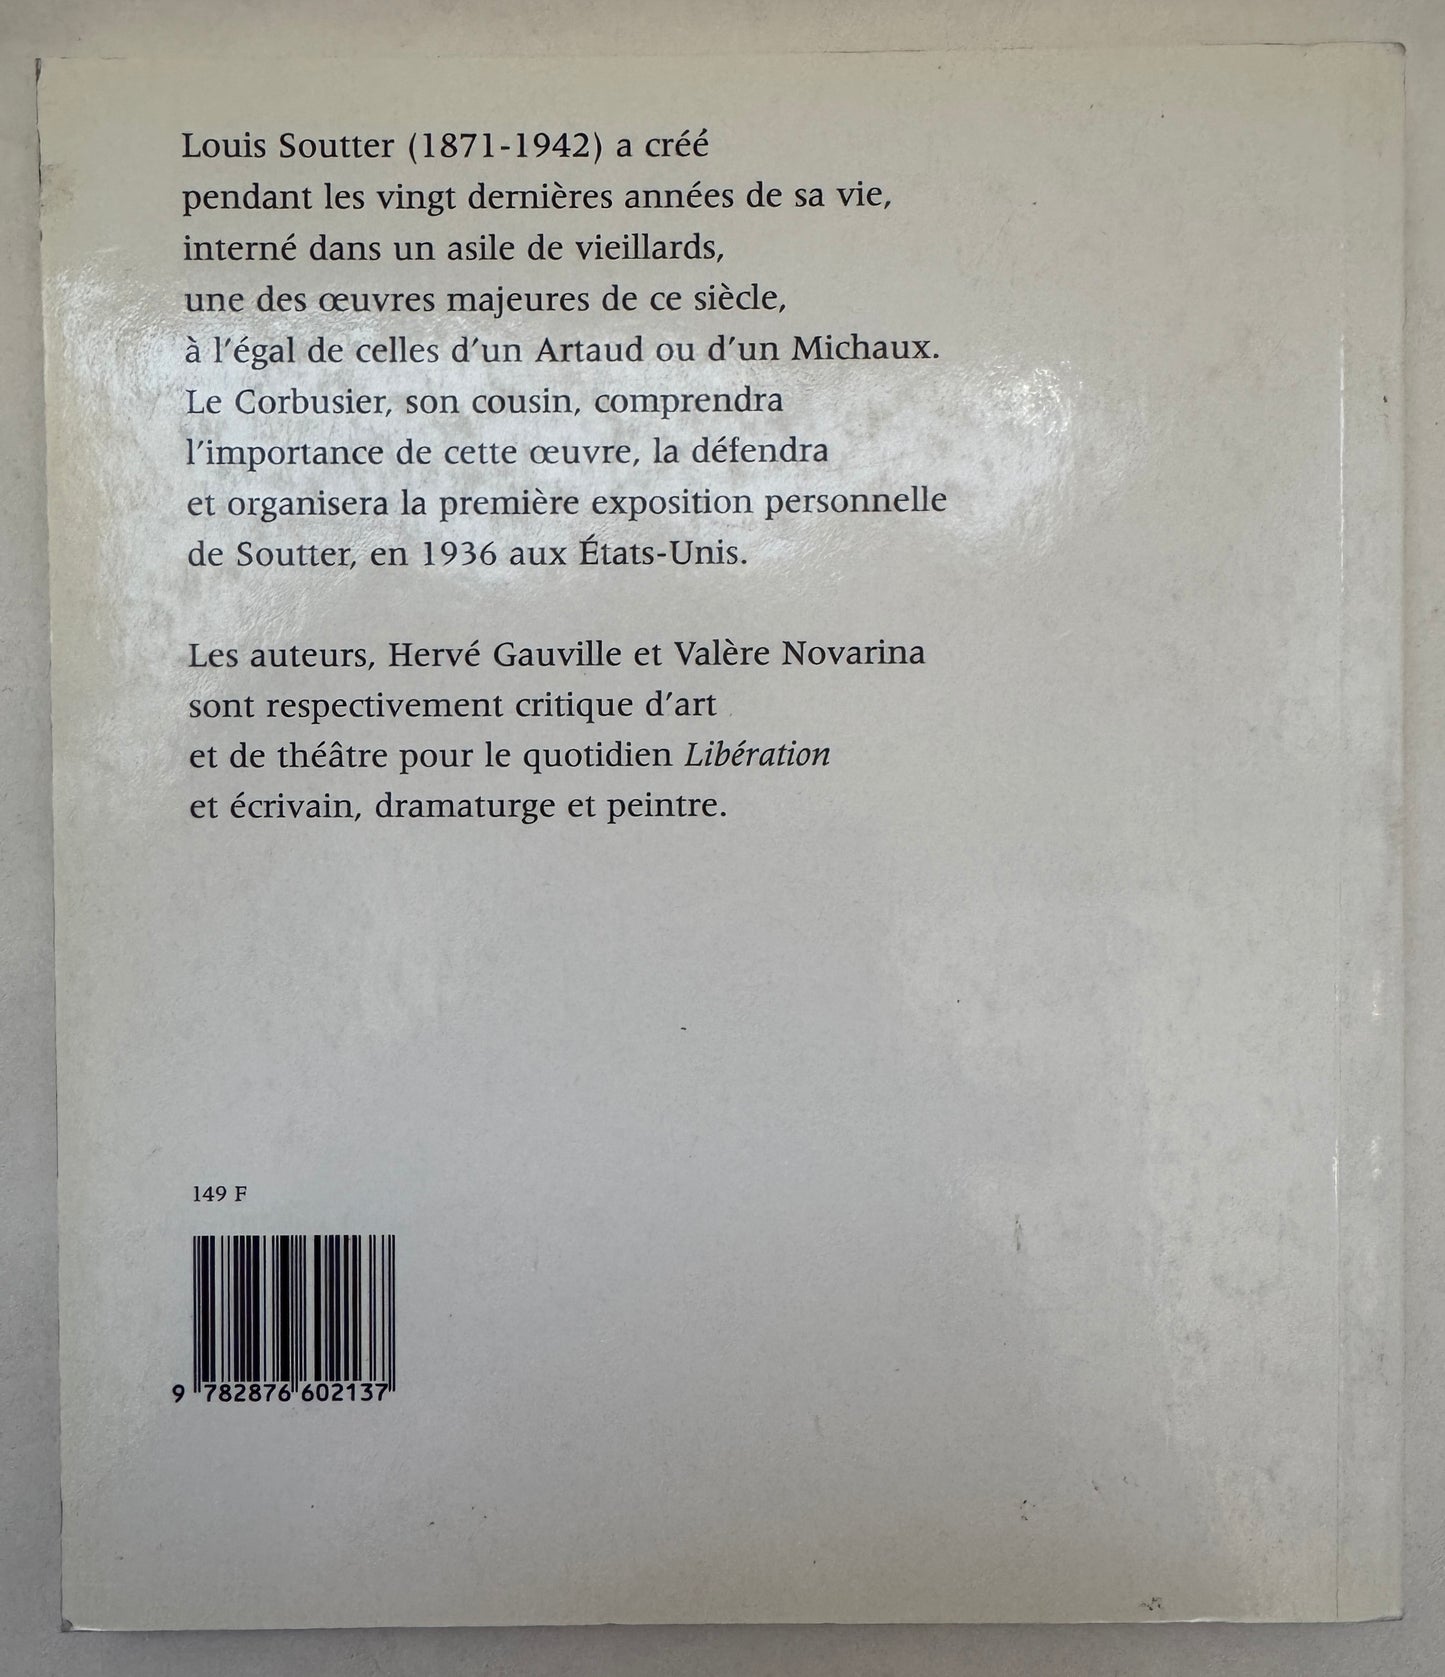 Louis Soutter (1871-1942) a créé
pendant les vingt dernières années de sa vie,
interné dans un asile de vieillards,
une des œuvres majeures de ce siècle,
à l'égal de celles d'un Artaud ou d'un Michaux.
Le Corbusier, son cousin, comprendra
l'importance de cette œuvre, la défendra
et organisera la première exposition personnelle
de Soutter, en 1936 aux États-Unis.
Les auteurs, Hervé Gauville et Valère Novarina
sont respectivement critique d'art
et de théâtre pour le quotidien Libération
et écrivain, dramaturge et peintre.
149 F
9 782876 602137